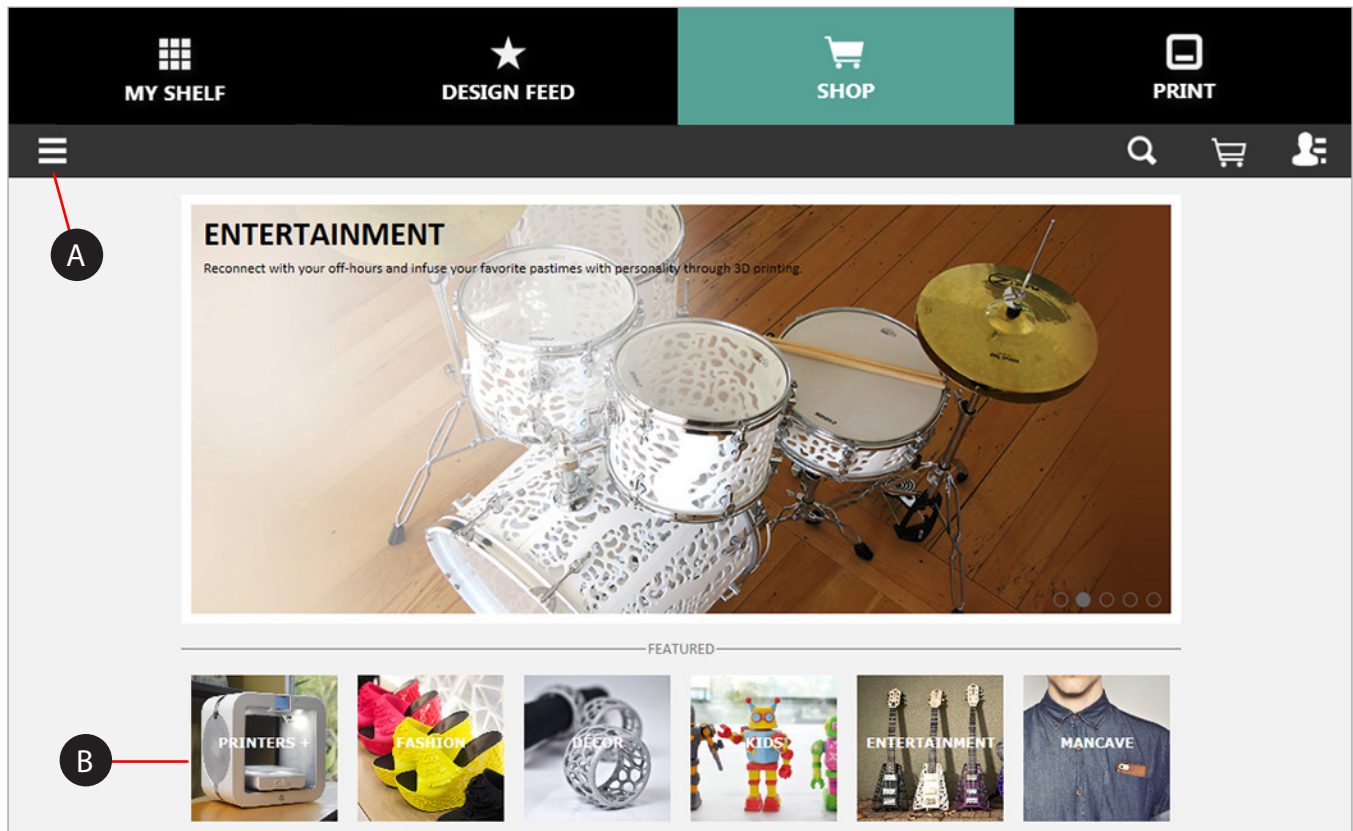 MY SHELF
DESIGN FEED
SHOP
PRINT
A
ENTERTAINMENT
Reconnect with your off-hours and infuse your favorite pastimes with personality through 3D printing.
FEATURED
B
PRINTERS +
FASHION
DECOR
KIDS
ENTERTAINMENT
MANCAVE